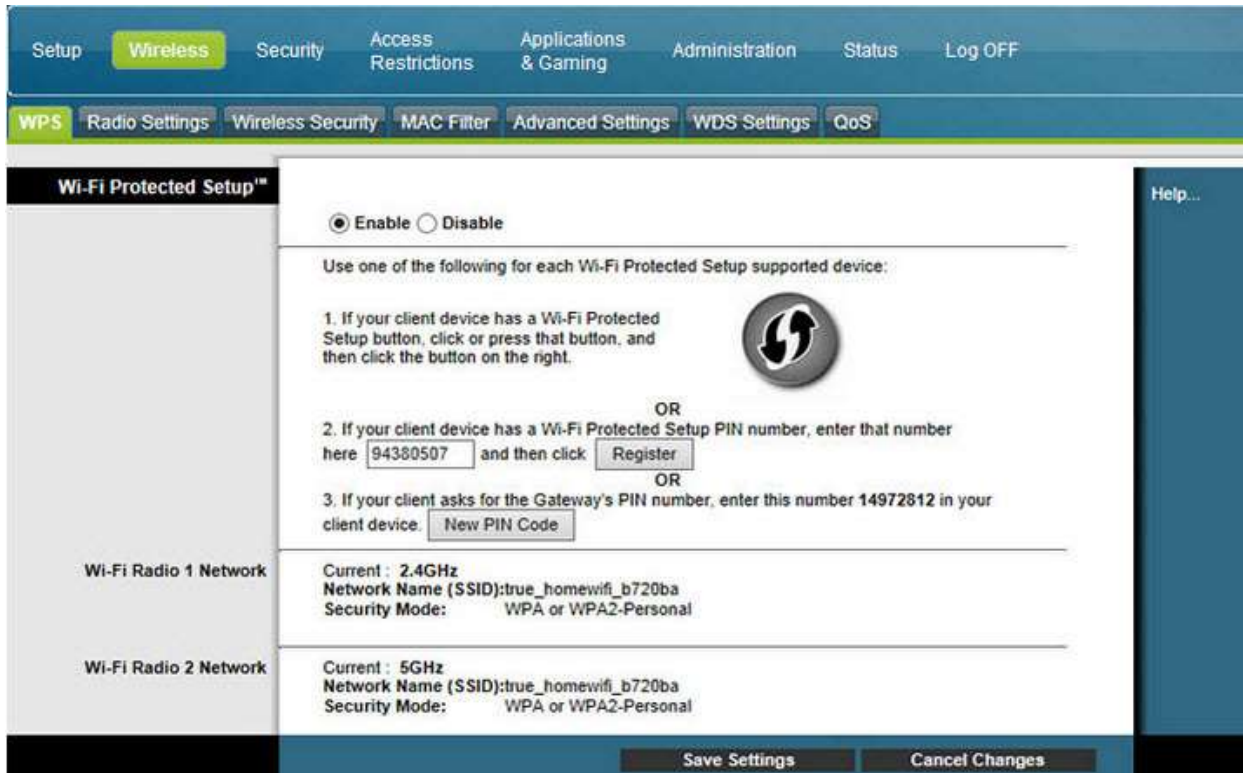 Setup Wireless Security Access Restrictions Applications & Gaming Administration Status Log OFF
WPS Radio Settings Wireless Security MAC Filter Advanced Settings WDS Settings QoS
Wi-Fi Protected Setup™
Help...
Enable Disable
Use one of the following for each Wi-Fi Protected Setup supported device:
1. If your client device has a Wi-Fi Protected
Setup button, click or press that button, and
then click the button on the right.
OR
2. If your client device has a Wi-Fi Protected Setup PIN number, enter that number
here 94380507 and then click Register
OR
3. If your client asks for the Gateway's PIN number, enter this number 14972812 in your
client device. New PIN Code
Wi-Fi Radio 1 Network
Current : 2.4GHz
Network Name (SSID):true_homewifi_b720ba
Security Mode: WPA or WPA2-Personal
Wi-Fi Radio 2 Network
Current : 5GHz
Network Name (SSID):true_homewifi_b720ba
Security Mode: WPA or WPA2-Personal
Save Settings Cancel Changes